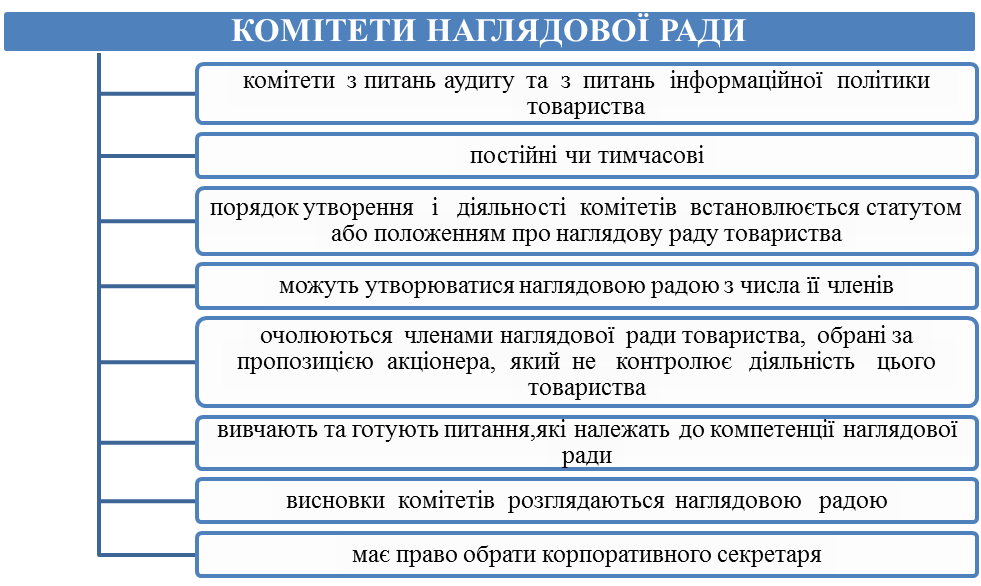 КОМІТЕТИ НАГЛЯДОВОЇ РАДИ
комітети з питань аудиту та з питань інформаційної політики
товариства
постійні чи тимчасові
порядок утворення і діяльності комітетів встановлюється статутом
або положенням про наглядову раду товариства
можуть утворюватися наглядовою радою з числа її членів
очолюються членами наглядової ради товариства, обрані за
пропозицією акціонера, який не контролює діяльність цього
товариства
вивчають та готують питання,які належать до компетенції наглядової
ради
висновки комітетів розглядаються наглядовою радою
має право обрати корпоративного секретаря